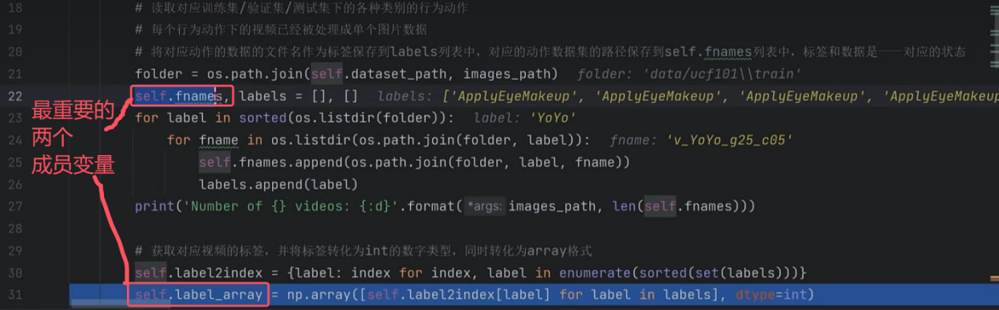 18 # 读取对应训练集/验证集/测试集下的各种类别的行为动作
19 # 每个行为动作下的视频已经被处理成单个图片数据
20 # 将对应动作的数据的文件名作为标签保存到labels列表中，对应的动作数据集的路径保存到self.fnames列表中，标签和数据是一一对应的状态
21 folder = os.path.join(self.dataset_path, images_path) folder: 'data/ucf101\\train'
22 self.fnames, labels = [], [] labels: ['ApplyEyeMakeup', 'ApplyEyeMakeup', 'ApplyEyeMakeup', 'ApplyEyeMakeup
23 for label in sorted(os.listdir(folder)): label: 'YoYo'
24 for fname in os.listdir(os.path.join(folder, label)): fname: 'v_YoYo_g25_c05'
25 self.fnames.append(os.path.join(folder, label, fname))
26 labels.append(label)
27 print('Number of {} videos: {:d}'.format( *args: images_path, len(self.fnames)))
28
29 # 获取对应视频的标签，并将标签转化为int的数字类型，同时转化为array格式
30 self.label2index = {label: index for index, label in enumerate(sorted(set(labels)))}
31 self.label_array = np.array([self.label2index[label] for label in labels], dtype=int)
最重要的
两个
成员变量